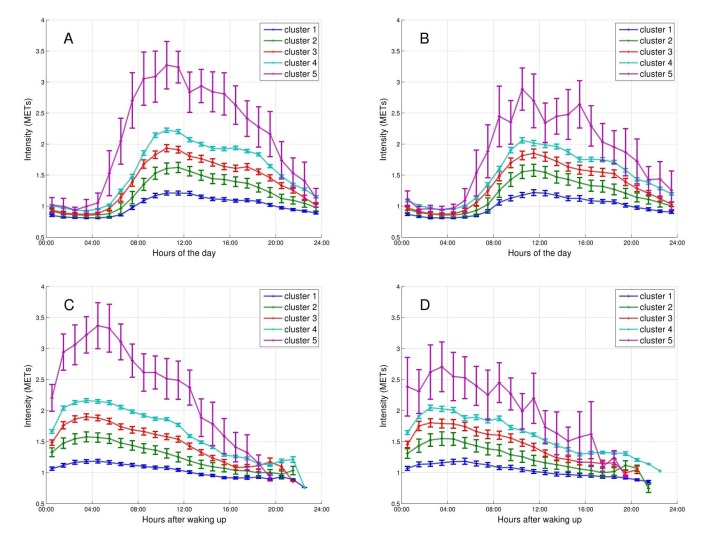 A
cluster 1
cluster 2
cluster 3
cluster 4
cluster 5
Intensity (METs)
4
3.5
3
2.5
2
1.5
1
0.5
00:00 04:00 08:00 12:00 16:00 20:00 24:00
Hours of the day
B
cluster 1
cluster 2
cluster 3
cluster 4
cluster 5
Intensity (METs)
4
3.5
3
2.5
2
1.5
1
0.5
00:00 04:00 08:00 12:00 16:00 20:00 24:00
Hours of the day
C
cluster 1
cluster 2
cluster 3
cluster 4
cluster 5
Intensity (METs)
4
3.5
3
2.5
2
1.5
1
0.5
00:00 04:00 08:00 12:00 16:00 20:00 24:00
Hours after waking up
D
cluster 1
cluster 2
cluster 3
cluster 4
cluster 5
Intensity (METs)
4
3.5
3
2.5
2
1.5
1
0.5
00:00 04:00 08:00 12:00 16:00 20:00 24:00
Hours after waking up